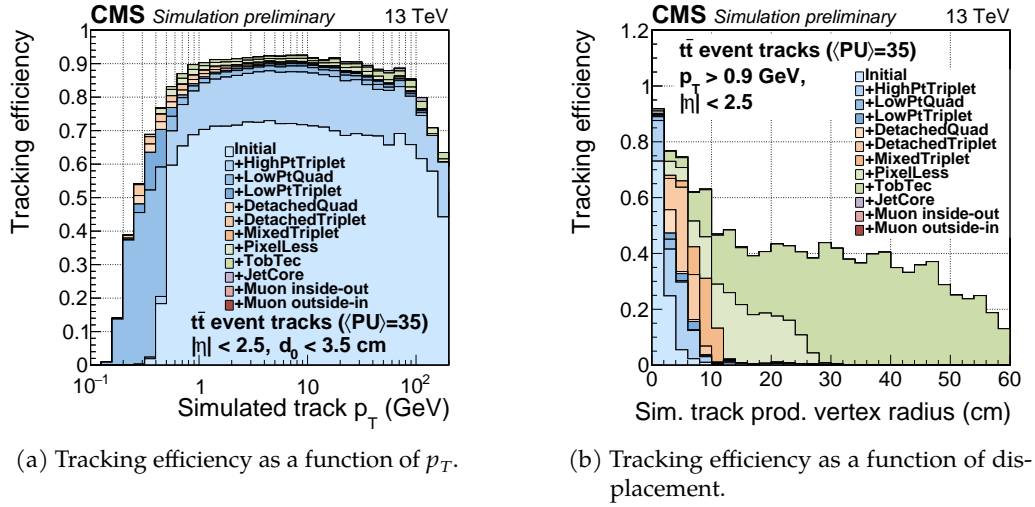 CMS Simulation preliminary 13 TeV
Tracking efficiency
1
0.9
0.8
0.7
0.6
0.5
0.4
0.3
0.2
0.1
0
Initial
+HighPtTriplet
+LowPtQuad
+LowPtTriplet
+DetachedQuad
+DetachedTriplet
+MixedTriplet
+PixelLess
+TobTec
+JetCore
+Muon inside-out
+Muon outside-in
tt̄ event tracks (⟨PU⟩=35)
|η| < 2.5, d₀ < 3.5 cm
10⁻¹ 1 10 10²
Simulated track p_T (GeV)
(a) Tracking efficiency as a function of p_T.
CMS Simulation preliminary 13 TeV
Tracking efficiency
1.2
1
0.8
0.6
0.4
0.2
0
tt̄ event tracks (⟨PU⟩=35)
p_T > 0.9 GeV,
|η| < 2.5
Initial
+HighPtTriplet
+LowPtQuad
+LowPtTriplet
+DetachedQuad
+DetachedTriplet
+MixedTriplet
+PixelLess
+TobTec
+JetCore
+Muon inside-out
+Muon outside-in
0 10 20 30 40 50 60
Sim. track prod. vertex radius (cm)
(b) Tracking efficiency as a function of dis-
placement.